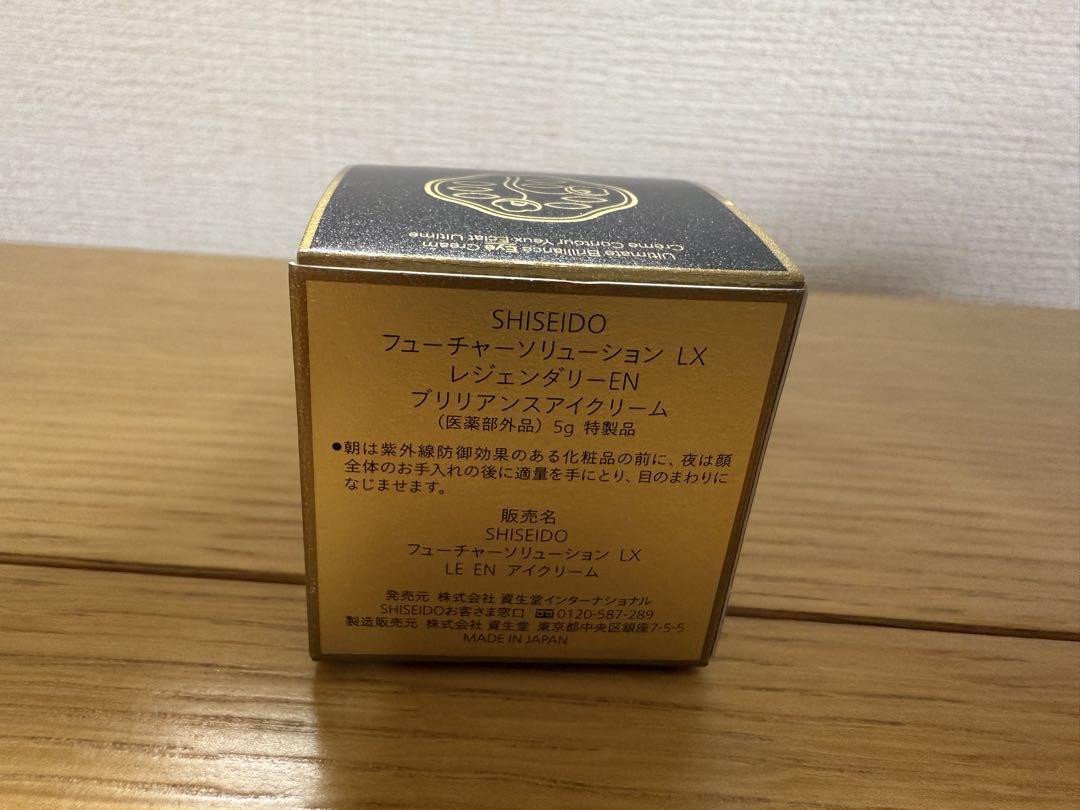 Ultimate Brilliance Eye Cream
Crème Contour Yeux Éclat Ultime
SHISEIDO
フューチャーソリューション LX
レジェンダリーEN
ブリリアンスアイクリーム
(医薬部外品) 5g 特製品
●朝は紫外線防御効果のある化粧品の前に、夜は顔
全体のお手入れの後に適量を手にとり、目のまわりに
なじませます。
販売名
SHISEIDO
フューチャーソリューション LX
LE EN アイクリーム
発売元 株式会社 資生堂インターナショナル
SHISEIDOお客さま窓口 0120-587-289
製造販売元 株式会社 資生堂 東京都中央区銀座7-5-5
MADE IN JAPAN